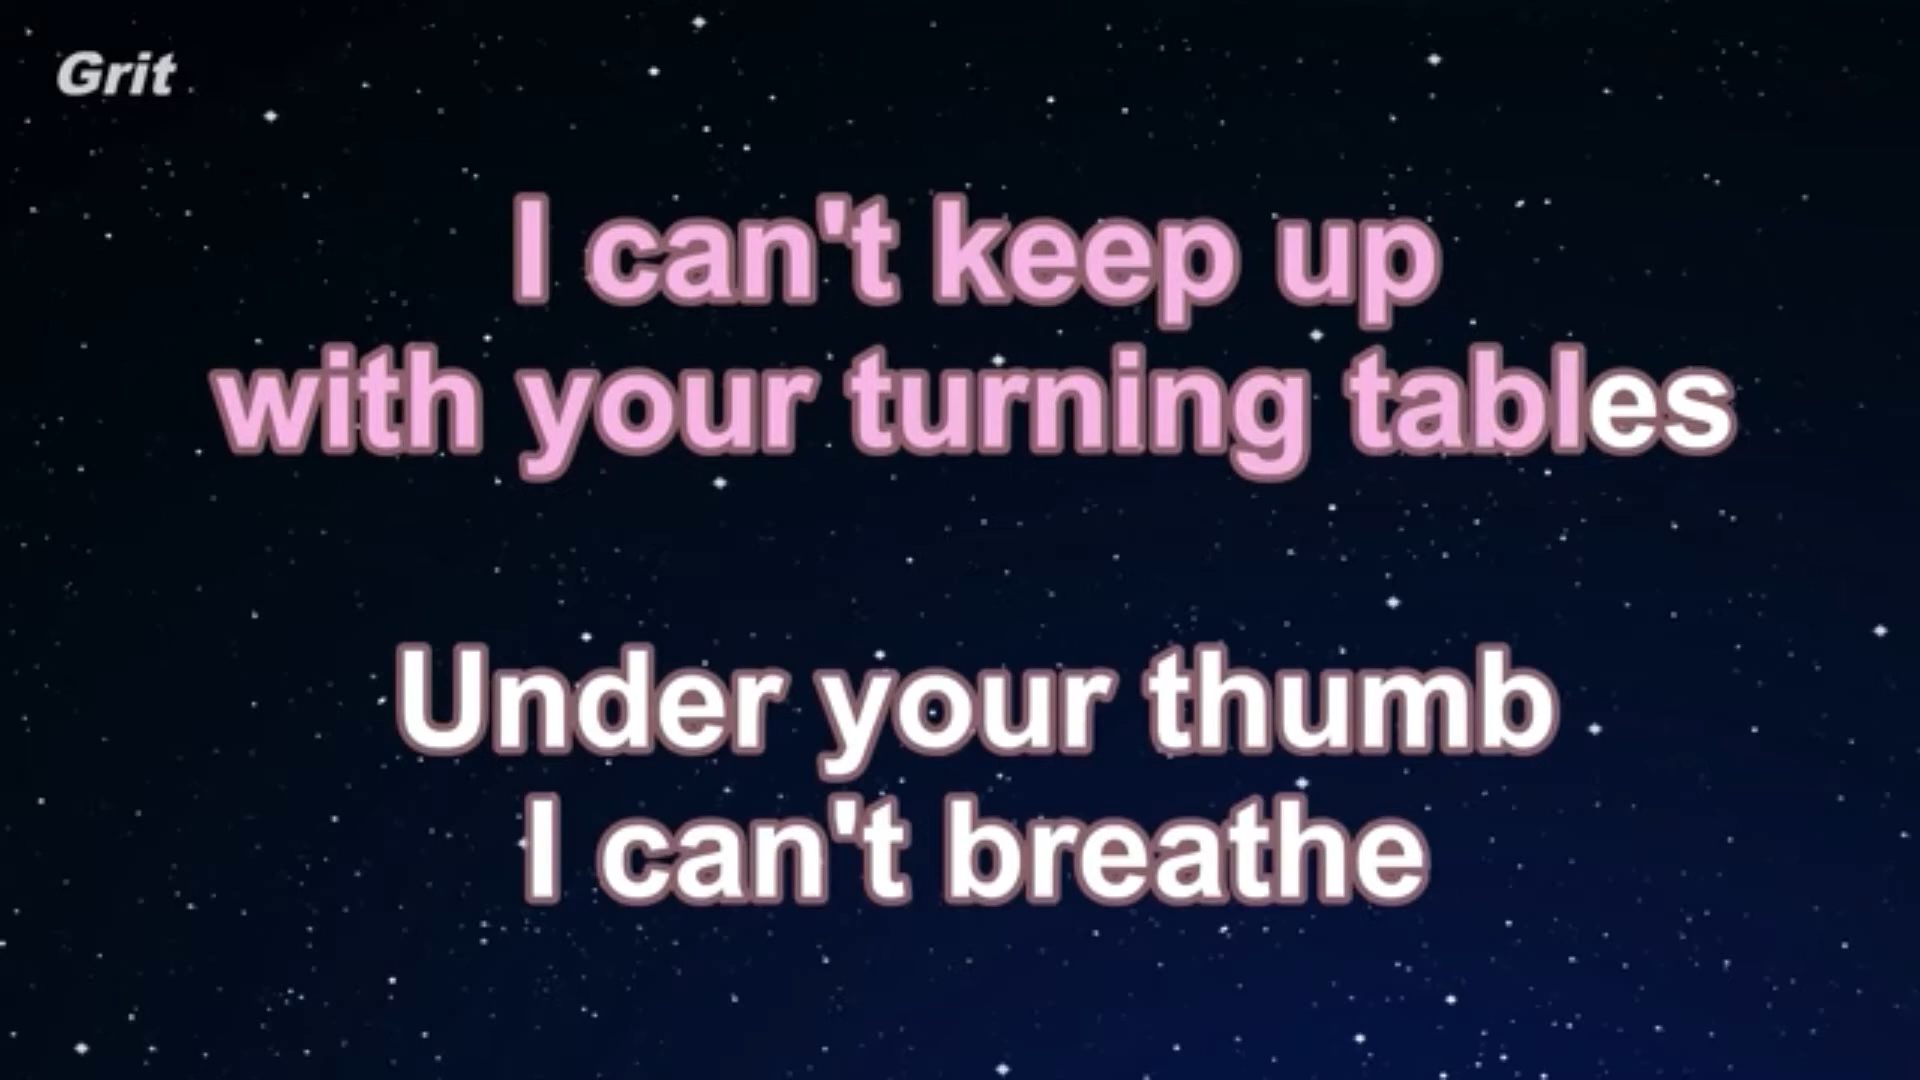 Grit
I can't keep up
with your turning tables
Under your thumb
I can't breathe